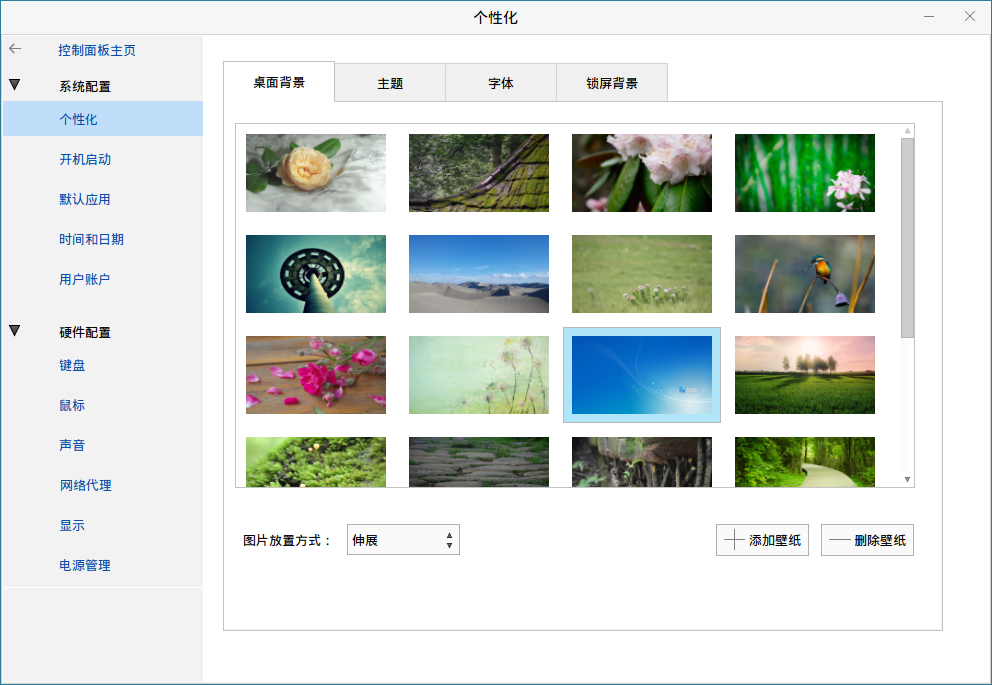 个性化
控制面板主页
系统配置
个性化
开机启动
默认应用
时间和日期
用户账户
硬件配置
键盘
鼠标
声音
网络代理
显示
电源管理
桌面背景
主题
字体
锁屏背景
图片放置方式：
伸展
添加壁纸
删除壁纸